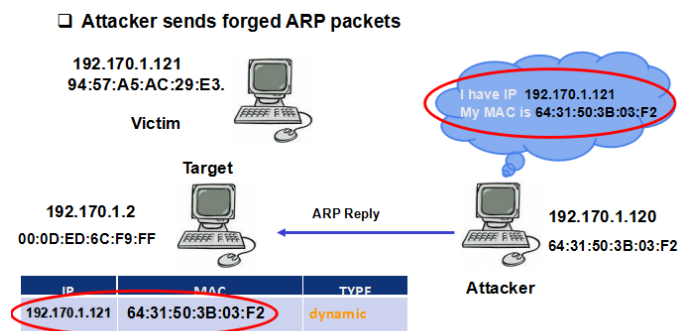 ❑ Attacker sends forged ARP packets
192.170.1.121
94:57:A5:AC:29:E3.
Victim
I have IP 192.170.1.121
My MAC is 64:31:50:3B:03:F2
Target
192.170.1.2
00:0D:ED:6C:F9:FF
ARP Reply
192.170.1.120
64:31:50:3B:03:F2
Attacker
IP MAC TYPE
192.170.1.121 64:31:50:3B:03:F2 dynamic